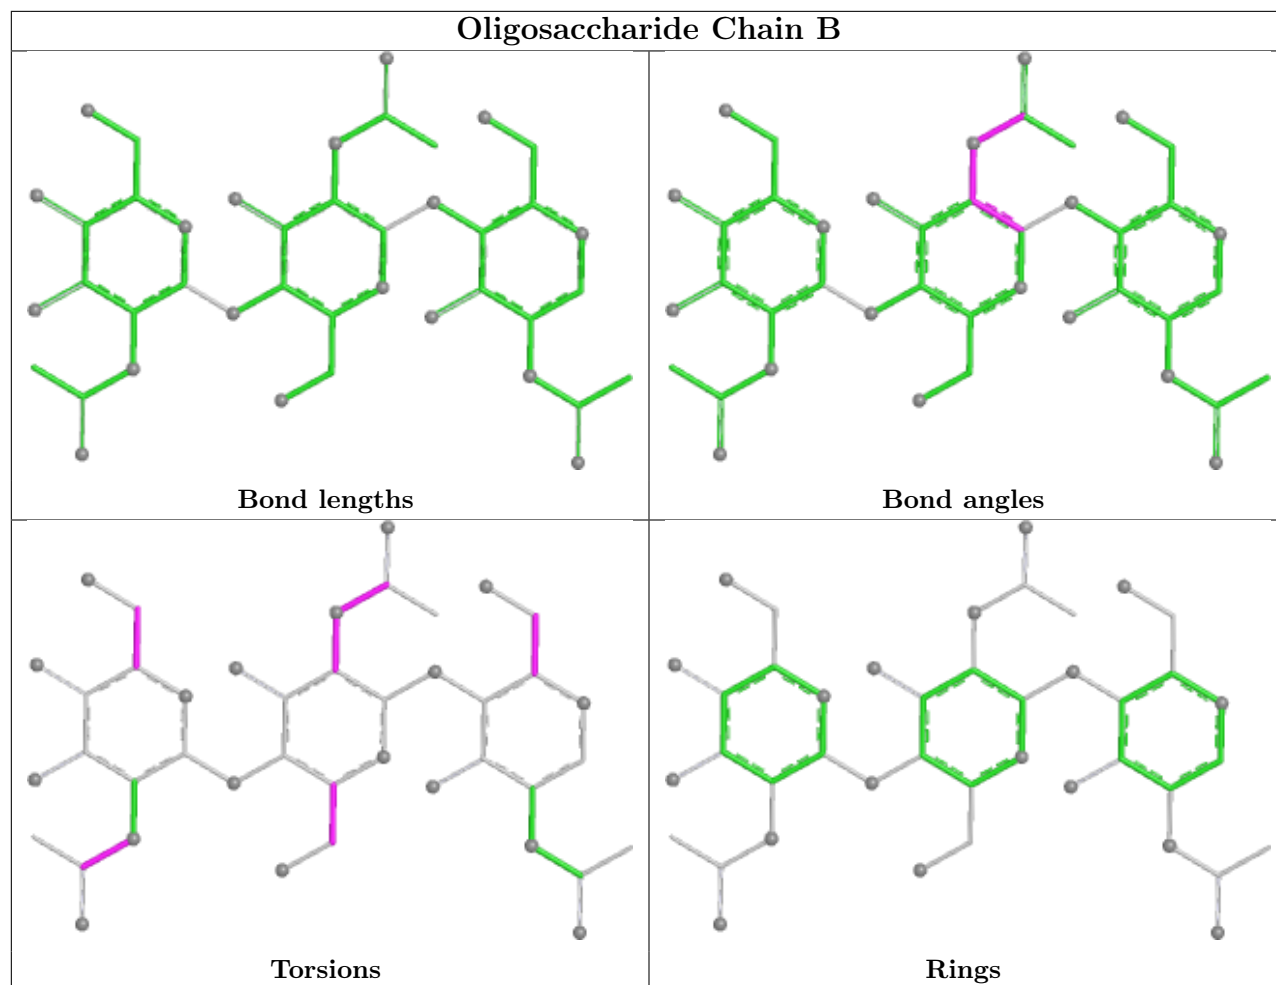 Oligosaccharide Chain B
Bond lengths
Bond angles
Torsions
Rings